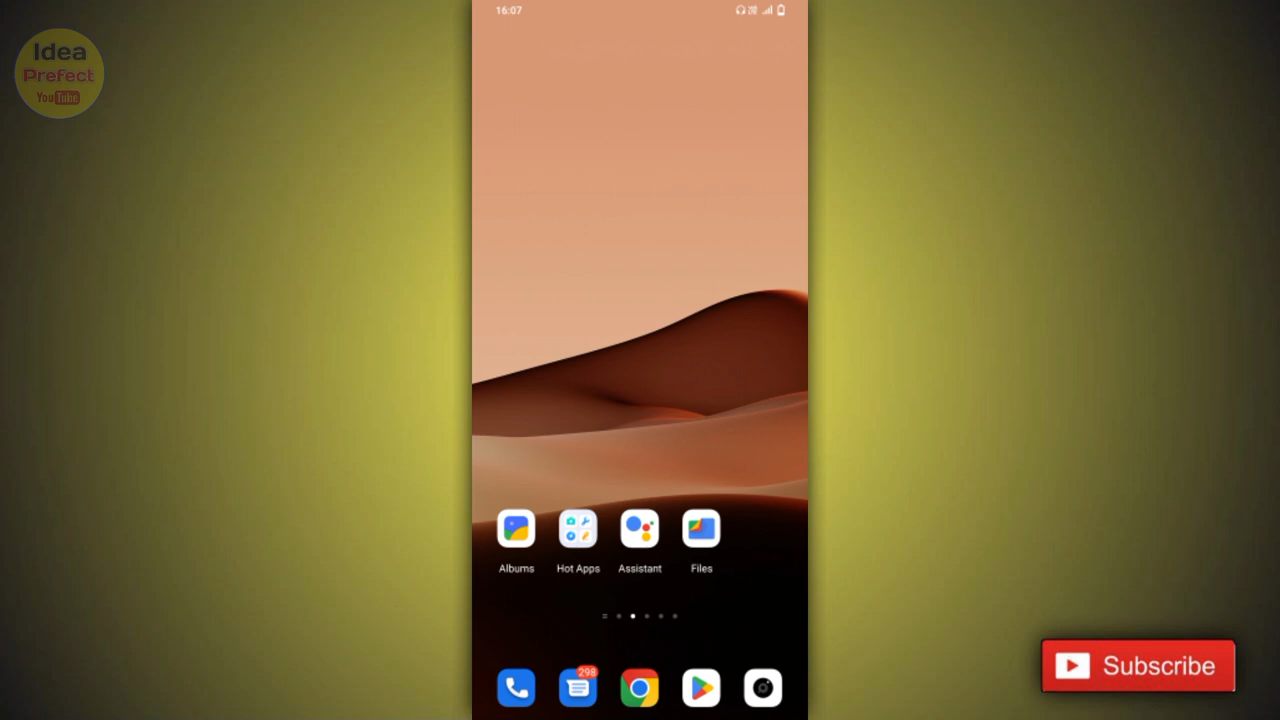 16:07
Idea
Prefect
YouTube
Albums
Hot Apps
Assistant
Files
298
Subscribe